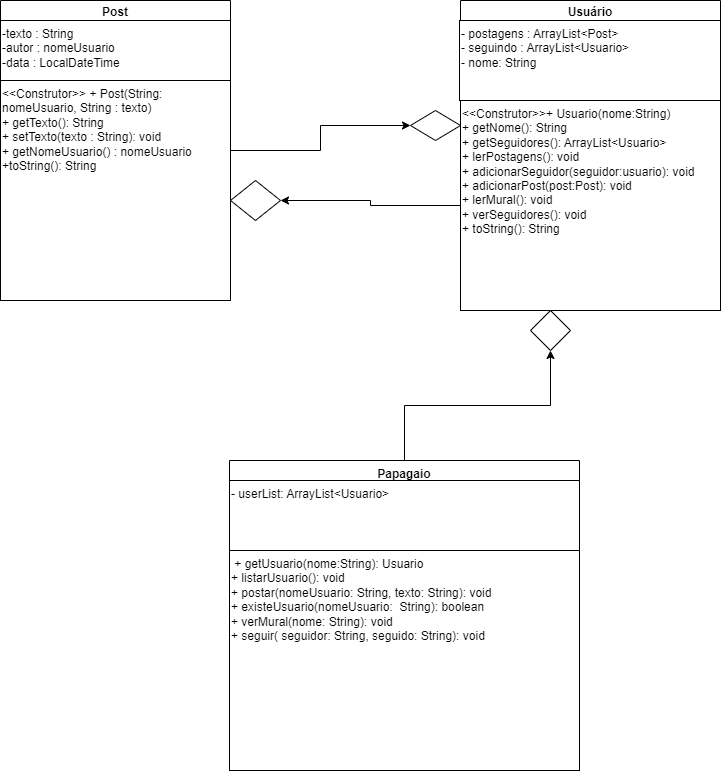 Post
-texto : String
-autor : nomeUsuario
-data : LocalDateTime
<<Construtor>> + Post(String:
nomeUsuario, String : texto)
+ getTexto(): String
+ setTexto(texto : String): void
+ getNomeUsuario() : nomeUsuario
+toString(): String
Usuário
- postagens : ArrayList<Post>
- seguindo : ArrayList<Usuario>
- nome: String
<<Construtor>>+ Usuario(nome:String)
+ getNome(): String
+ getSeguidores(): ArrayList<Usuario>
+ lerPostagens(): void
+ adicionarSeguidor(seguidor:usuario): void
+ adicionarPost(post:Post): void
+ lerMural(): void
+ verSeguidores(): void
+ toString(): String
Papagaio
- userList: ArrayList<Usuario>
+ getUsuario(nome:String): Usuario
+ listarUsuario(): void
+ postar(nomeUsuario: String, texto: String): void
+ existeUsuario(nomeUsuario: String): boolean
+ verMural(nome: String): void
+ seguir( seguidor: String, seguido: String): void